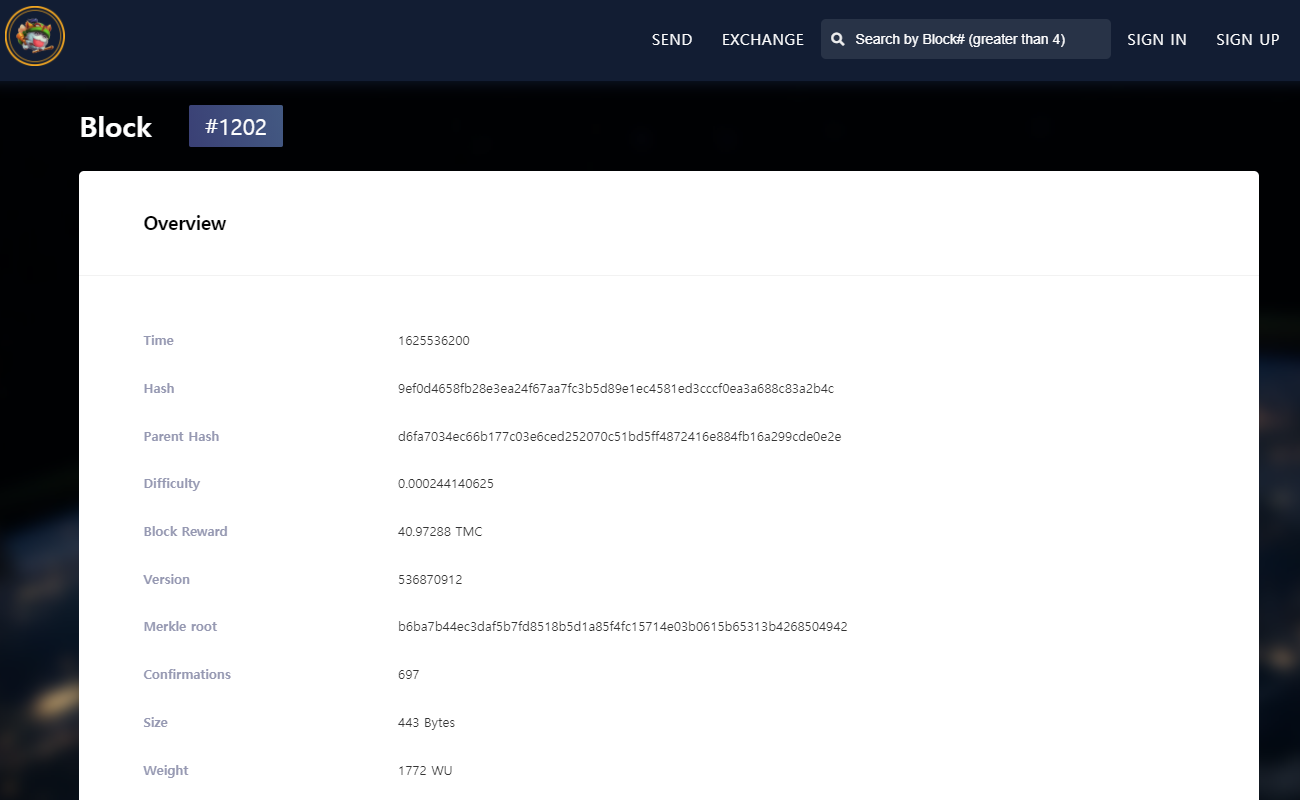 SEND EXCHANGE Search by Block# (greater than 4) SIGN IN SIGN UP
Block #1202
Overview
Time 1625536200
Hash 9ef0d4658fb28e3ea24f67aa7fc3b5d89e1ec4581ed3cccf0ea3a688c83a2b4c
Parent Hash d6fa7034ec66b177c03e6ced252070c51bd5ff4872416e884fb16a299cde0e2e
Difficulty 0.000244140625
Block Reward 40.97288 TMC
Version 536870912
Merkle root b6ba7b44ec3daf5b7fd8518b5d1a85f4fc15714e03b0615b65313b4268504942
Confirmations 697
Size 443 Bytes
Weight 1772 WU